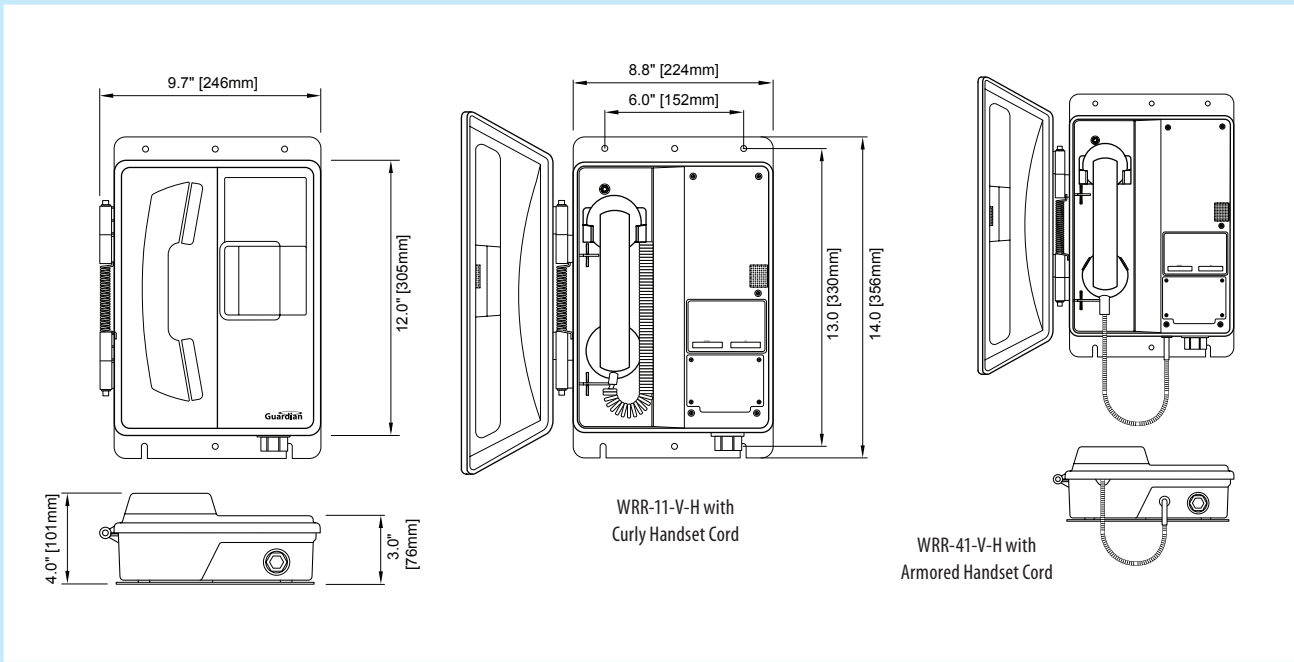 9.7" [246mm]
12.0" [305mm]
Guardian
4.0" [101mm]
3.0"
[76mm]
8.8" [224mm]
6.0" [152mm]
13.0 [330mm]
14.0 [356mm]
WRR-11-V-H with
Curly Handset Cord
WRR-41-V-H with
Armored Handset Cord